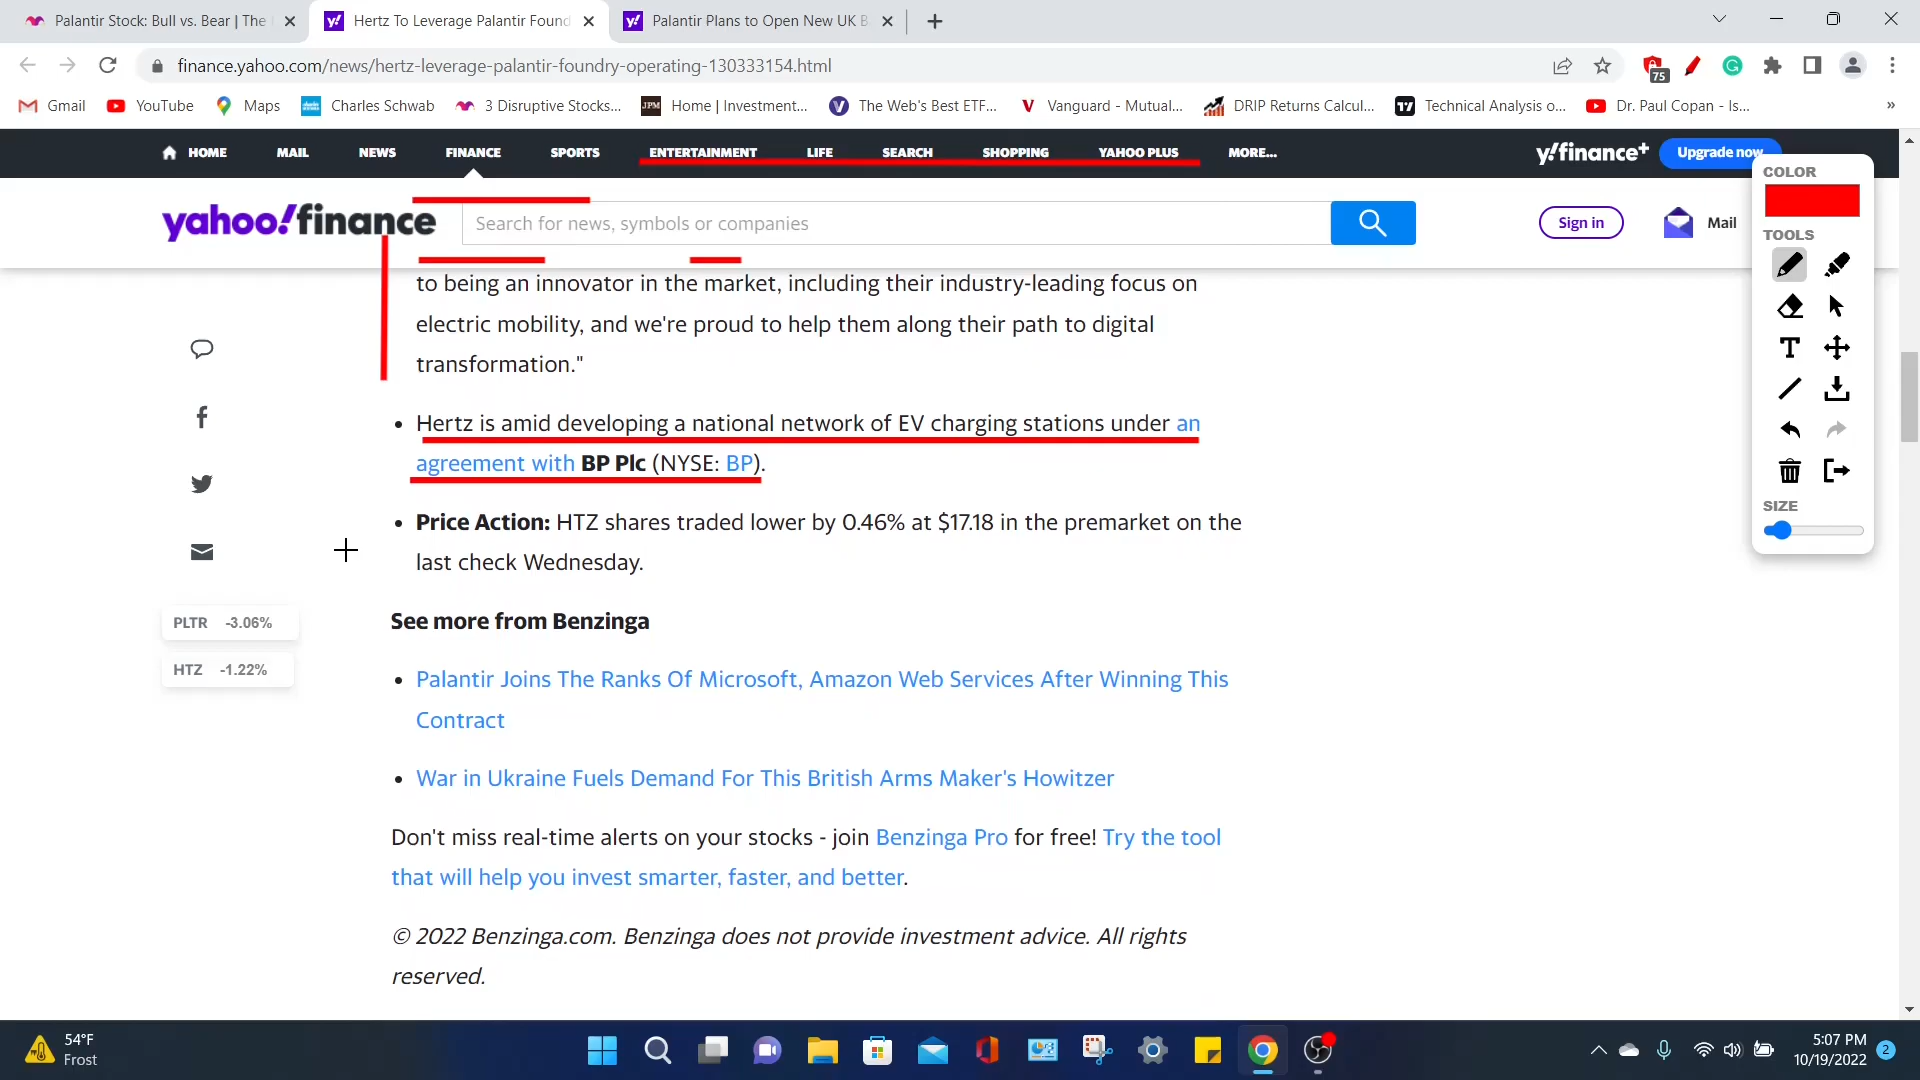 Palantir Stock: Bull vs. Bear | The
Hertz To Leverage Palantir Found
Palantir Plans to Open New UK B
finance.yahoo.com/news/hertz-leverage-palantir-foundry-operating-130333154.html
75
Gmail
YouTube
Maps
Charles Schwab
3 Disruptive Stocks...
JPM
Home | Investment...
The Web's Best ETF...
Vanguard - Mutual...
DRIP Returns Calcul...
Technical Analysis o...
Dr. Paul Copan - Is...
»
HOME MAIL NEWS FINANCE SPORTS ENTERTAINMENT LIFE SEARCH SHOPPING YAHOO PLUS MORE...
y!finance+
Upgrade now
yahoo!finance
Search for news, symbols or companies
Sign in
Mail
COLOR
TOOLS
T
SIZE
to being an innovator in the market, including their industry-leading focus on
electric mobility, and we're proud to help them along their path to digital
transformation."
• Hertz is amid developing a national network of EV charging stations under an
agreement with BP Plc (NYSE: BP).
• Price Action: HTZ shares traded lower by 0.46% at $17.18 in the premarket on the
last check Wednesday.
PLTR -3.06%
HTZ -1.22%
See more from Benzinga
• Palantir Joins The Ranks Of Microsoft, Amazon Web Services After Winning This
Contract
• War in Ukraine Fuels Demand For This British Arms Maker's Howitzer
Don't miss real-time alerts on your stocks - join Benzinga Pro for free! Try the tool
that will help you invest smarter, faster, and better.
© 2022 Benzinga.com. Benzinga does not provide investment advice. All rights
reserved.
54°F
Frost
5:07 PM
10/19/2022
2